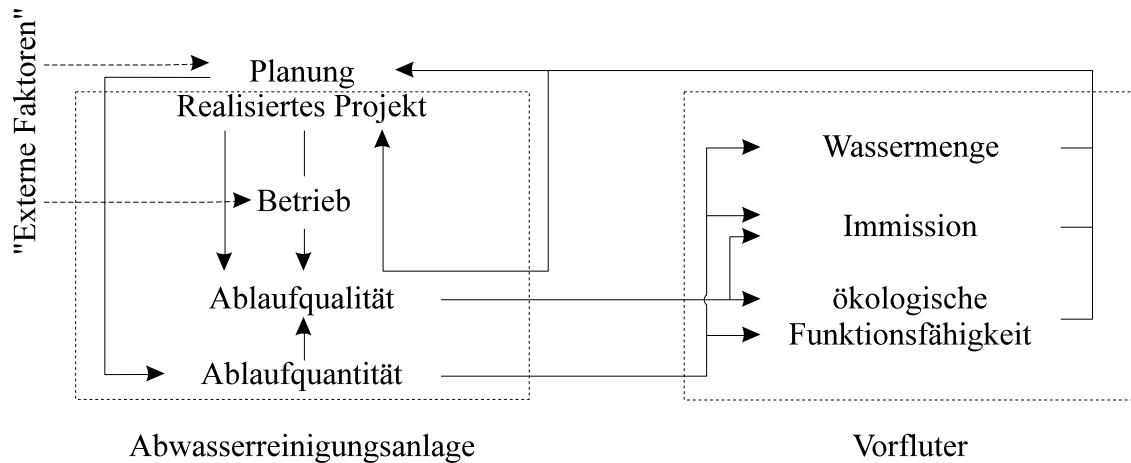 "Externe Faktoren"
Planung
Realisiertes Projekt
Betrieb
Ablaufqualität
Ablaufquantität
Abwasserreinigungsanlage
Wassermenge
Immission
ökologische
Funktionsfähigkeit
Vorfluter